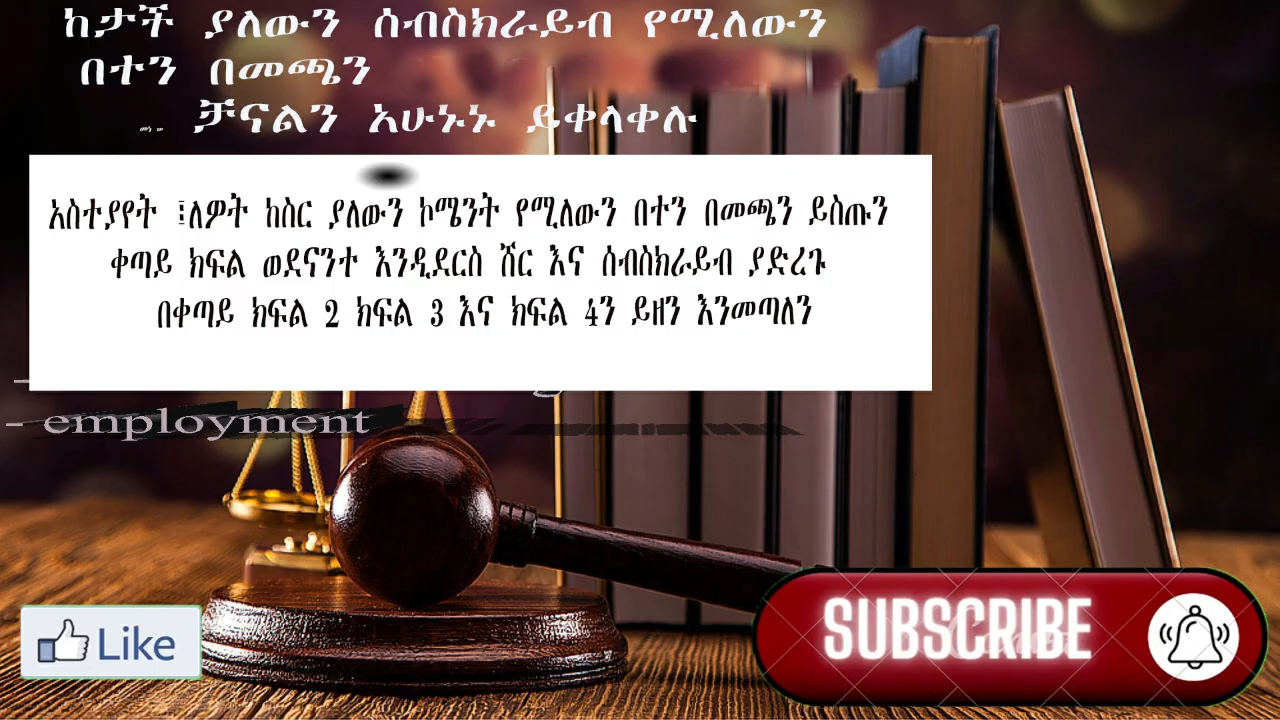 ከታች ያለውን ሰብስክራይብ የሚለውን
በተን በመጫን
ቻናልን አሁኑኑ ይቀላቀሉ
አስተያየት ፤ለዎት ከስር ያለውን ኮሜንት የሚለውን በተን በመጫን ይስጡን
ቀጣይ ክፍል ወደናንተ እንዲደርስ ሸር እና ሰብስክራይብ ያድረጉ
በቀጣይ ክፍል 2 ክፍል 3 እና ክፍል 4ን ይዘን እንመጣለን
- employment
Like
SUBSCRIBE